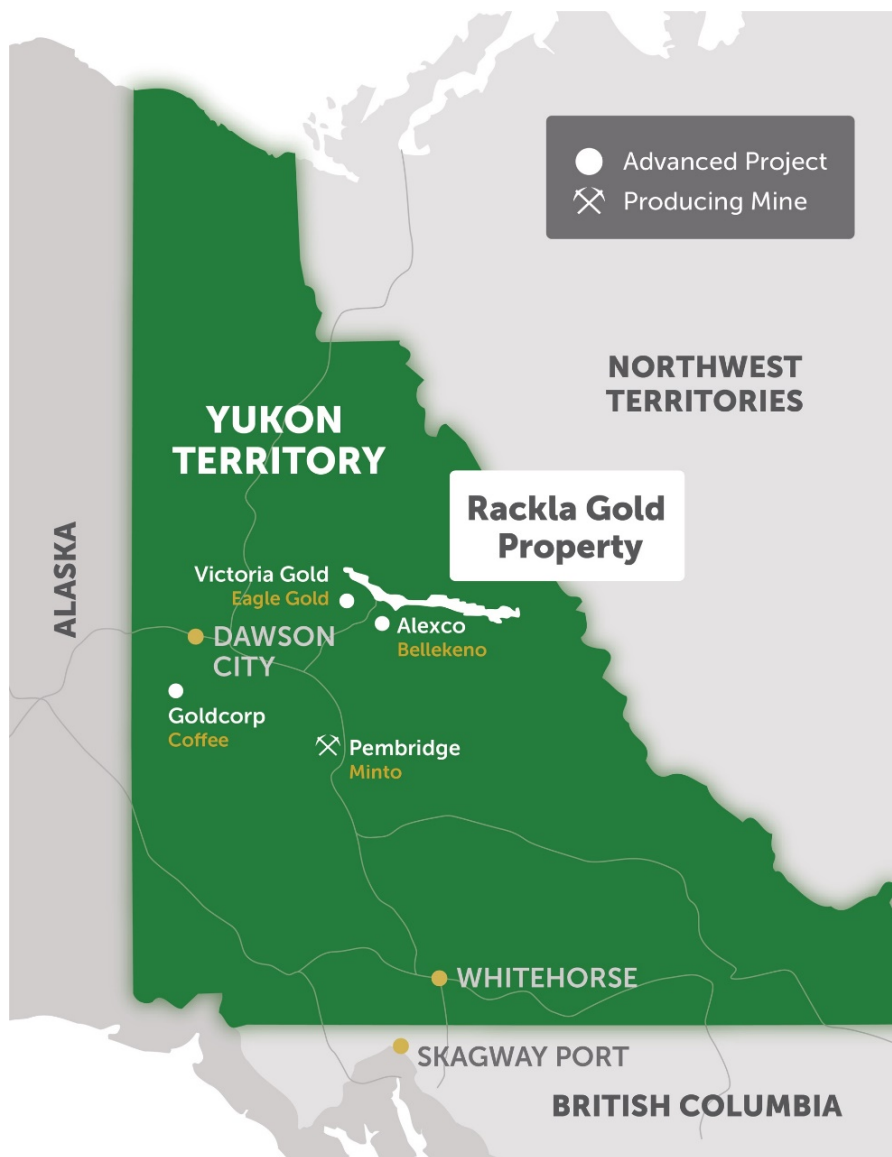 Advanced Project
Producing Mine
NORTHWEST
TERRITORIES
YUKON
TERRITORY
Rackla Gold
Property
ALASKA
Victoria Gold
Eagle Gold
Alexco
Bellekeno
DAWSON
CITY
Goldcorp
Coffee
Pembridge
Minto
WHITEHORSE
SKAGWAY PORT
BRITISH COLUMBIA